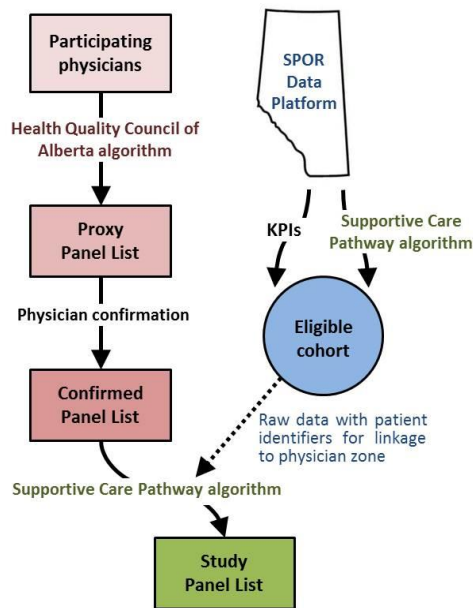 Participating
physicians
Health Quality Council of
Alberta algorithm
Proxy
Panel List
Physician confirmation
Confirmed
Panel List
SPOR
Data
Platform
KPIs
Supportive Care
Pathway algorithm
Eligible
cohort
Raw data with patient
identifiers for linkage
to physician zone
Supportive Care Pathway algorithm
Study
Panel List